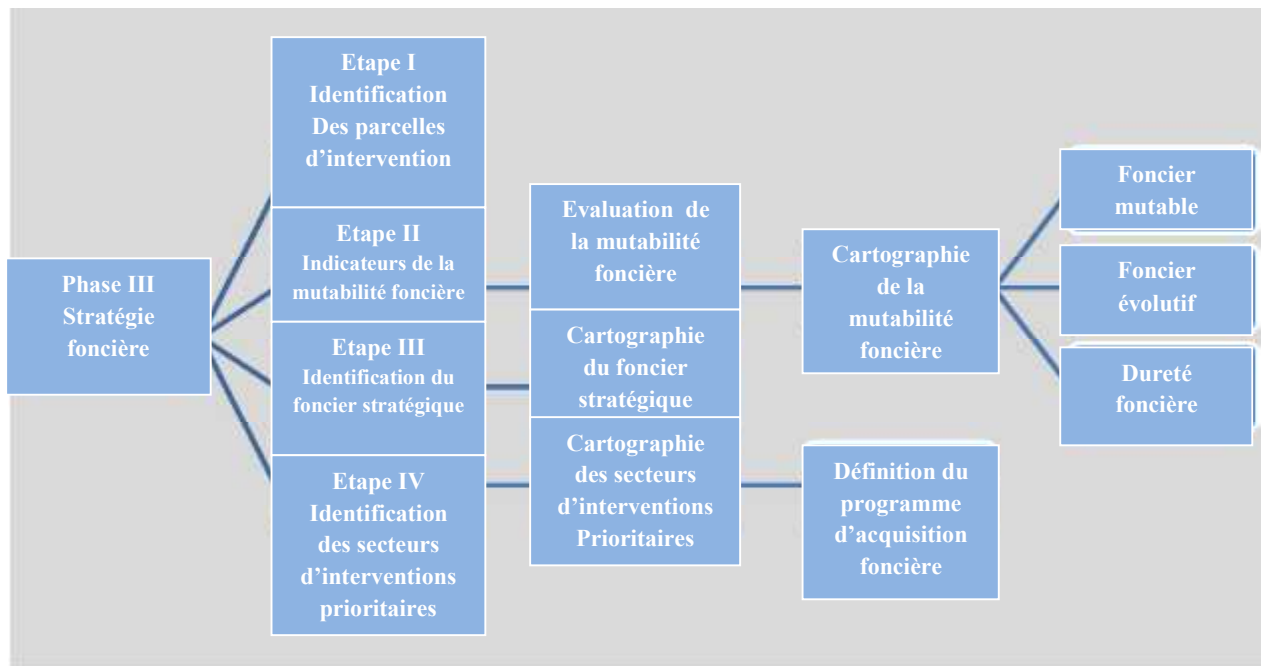 Phase III
Stratégie
foncière
Etape I
Identification
Des parcelles
d’intervention
Etape II
Indicateurs de la
mutabilité foncière
Etape III
Identification du
foncier stratégique
Etape IV
Identification
des secteurs
d’interventions
prioritaires
Evaluation de
la mutabilité
foncière
Cartographie
du foncier
stratégique
Cartographie
des secteurs
d’interventions
Prioritaires
Cartographie
de la
mutabilité
foncière
Définition du
programme
d’acquisition
foncière
Foncier
mutable
Foncier
évolutif
Dureté
foncière